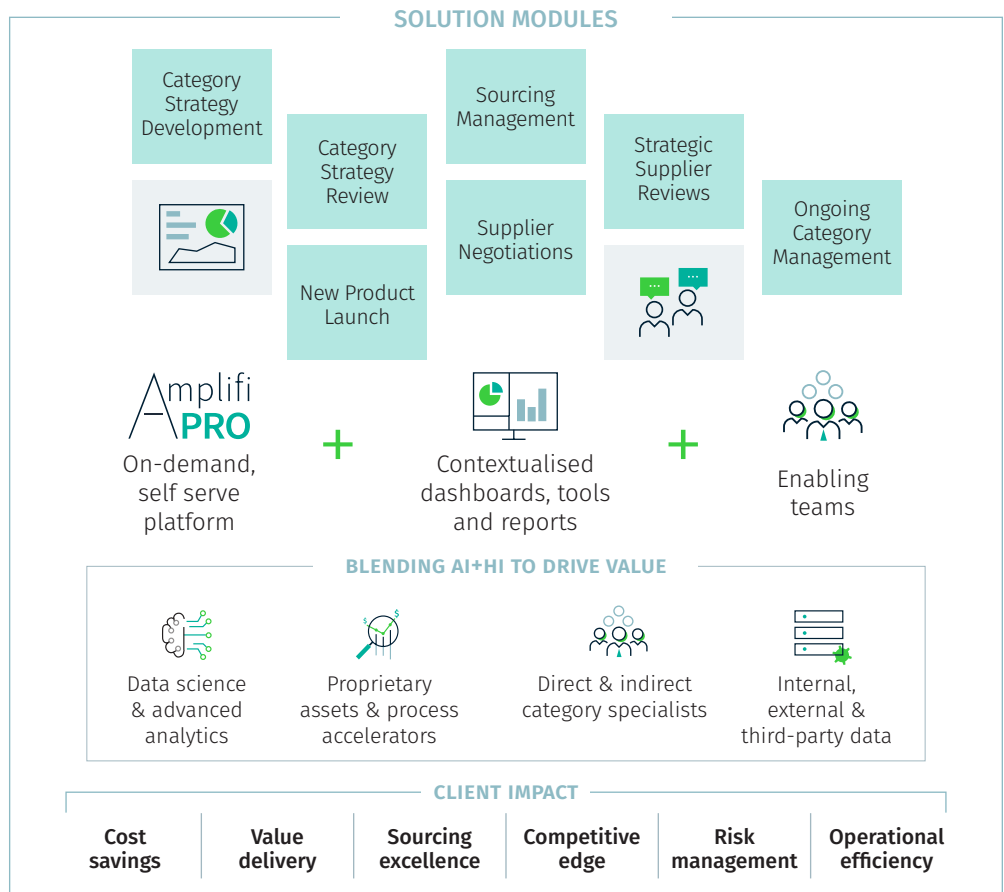 SOLUTION MODULES
Category
Strategy
Development
Category
Strategy
Review
New Product
Launch
Sourcing
Management
Supplier
Negotiations
Strategic
Supplier
Reviews
Ongoing
Category
Management
Amplifi
PRO
On-demand,
self serve
platform
+
Contextualised
dashboards, tools
and reports
+
Enabling
teams
BLENDING AI+HI TO DRIVE VALUE
$
$
Data science
& advanced
analytics
Proprietary
assets & process
accelerators
Direct & indirect
category specialists
Internal,
external &
third-party data
CLIENT IMPACT
Cost
savings
Value
delivery
Sourcing
excellence
Competitive
edge
Risk
management
Operational
efficiency